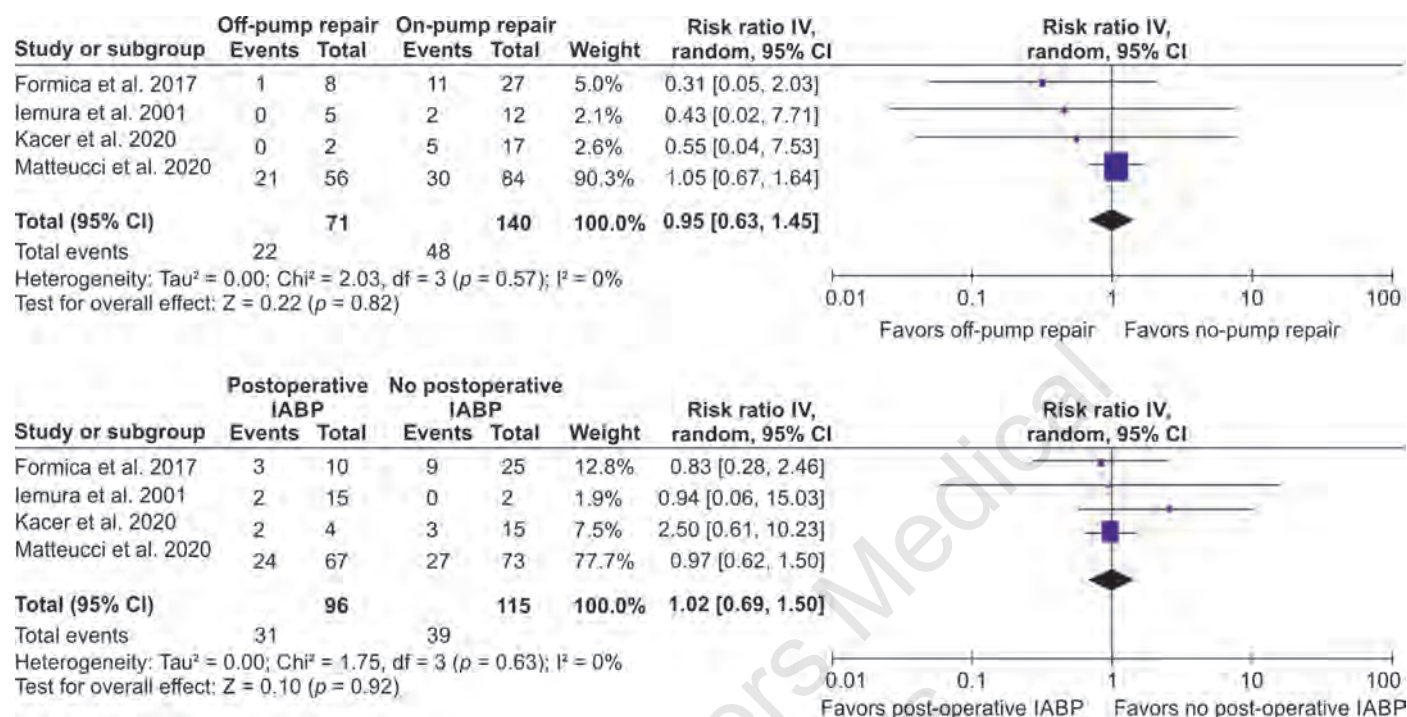 Off-pump repair On-pump repair Risk ratio IV, Risk ratio IV,
Study or subgroup Events Total Events Total Weight random, 95% CI random, 95% CI
Formica et al. 2017 1 8 11 27 5.0% 0.31 [0.05, 2.03]
Iemura et al. 2001 0 5 2 12 2.1% 0.43 [0.02, 7.71]
Kacer et al. 2020 0 2 5 17 2.6% 0.55 [0.04, 7.53]
Matteucci et al. 2020 21 56 30 84 90.3% 1.05 [0.67, 1.64]
Total (95% CI) 71 140 100.0% 0.95 [0.63, 1.45]
Total events 22 48
Heterogeneity: Tau² = 0.00; Chi² = 2.03, df = 3 (p = 0.57); I² = 0%
Test for overall effect: Z = 0.22 (p = 0.82)
0.01 0.1 1 10 100
Favors off-pump repair Favors no-pump repair
Postoperative IABP No postoperative IABP Risk ratio IV, Risk ratio IV,
Study or subgroup Events Total Events Total Weight random, 95% CI random, 95% CI
Formica et al. 2017 3 10 9 25 12.8% 0.83 [0.28, 2.46]
Iemura et al. 2001 2 15 0 2 1.9% 0.94 [0.06, 15.03]
Kacer et al. 2020 2 4 3 15 7.5% 2.50 [0.61, 10.23]
Matteucci et al. 2020 24 67 27 73 77.7% 0.97 [0.62, 1.50]
Total (95% CI) 96 115 100.0% 1.02 [0.69, 1.50]
Total events 31 39
Heterogeneity: Tau² = 0.00; Chi² = 1.75, df = 3 (p = 0.63); I² = 0%
Test for overall effect: Z = 0.10 (p = 0.92)
0.01 0.1 1 10 100
Favors post-operative IABP Favors no post-operative IABP
ers Medical